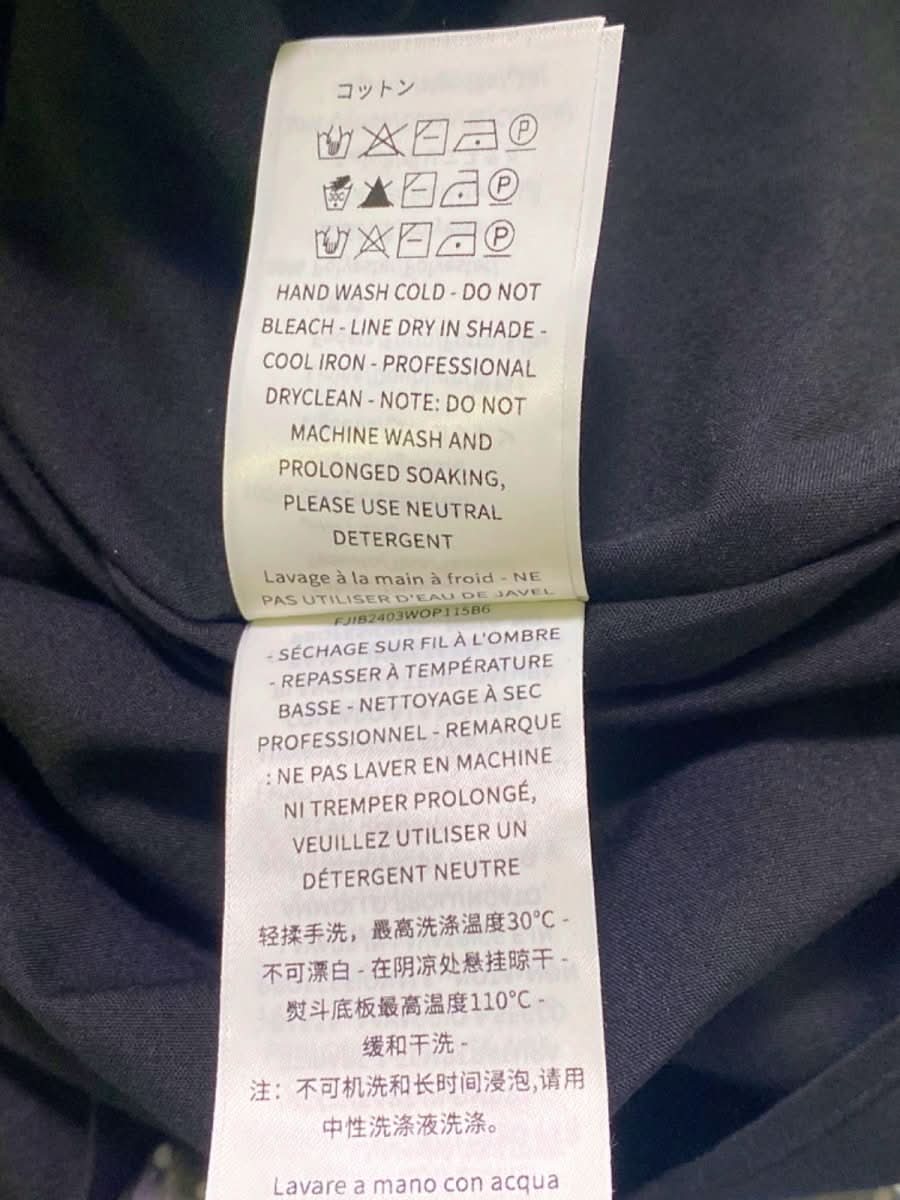 コットン
P
P
30C
P
HAND WASH COLD - DO NOT
BLEACH - LINE DRY IN SHADE -
COOL IRON - PROFESSIONAL
DRYCLEAN - NOTE: DO NOT
MACHINE WASH AND
PROLONGED SOAKING,
PLEASE USE NEUTRAL
DETERGENT
Lavage à la main à froid - NE
PAS UTILISER D'EAU DE JAVEL
FJIB2403WOP115B6
- SÉCHAGE SUR FIL À L'OMBRE
- REPASSER À TEMPÉRATURE
BASSE - NETTOYAGE À SEC
PROFESSIONNEL - REMARQUE
: NE PAS LAVER EN MACHINE
NI TREMPER PROLONGÉ,
VEUILLEZ UTILISER UN
DÉTERGENT NEUTRE
轻揉手洗，最高洗涤温度30℃ -
不可漂白 - 在阴凉处悬挂晾干 -
熨斗底板最高温度110℃ -
缓和干洗 -
注：不可机洗和长时间浸泡,请用
中性洗涤液洗涤。
Lavare a mano con acqua